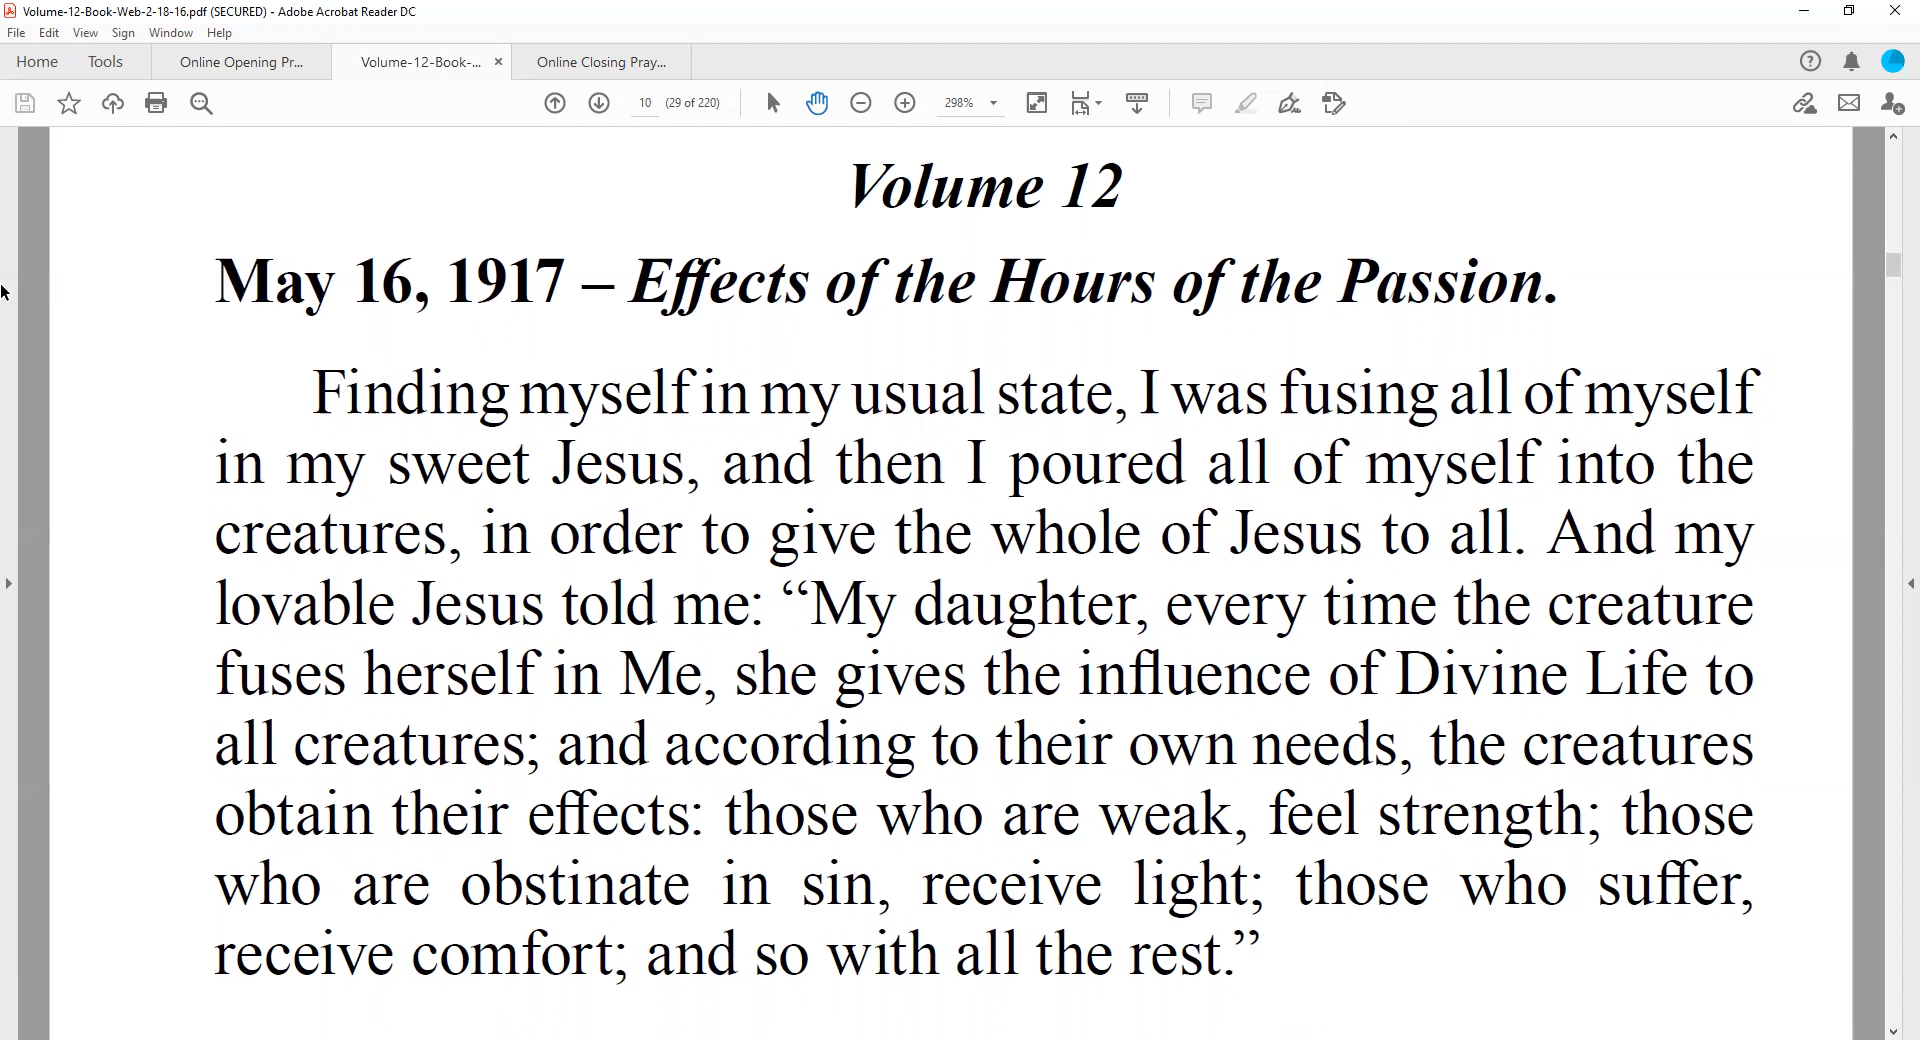 Volume-12-Book-Web-2-18-16.pdf (SECURED) - Adobe Acrobat Reader DC
File Edit View Sign Window Help
Home Tools Online Opening Pr... Volume-12-Book-... × Online Closing Pray...
10 (29 of 220) 298%
Volume 12
May 16, 1917 – Effects of the Hours of the Passion.
Finding myself in my usual state, I was fusing all of myself
in my sweet Jesus, and then I poured all of myself into the
creatures, in order to give the whole of Jesus to all. And my
lovable Jesus told me: “My daughter, every time the creature
fuses herself in Me, she gives the influence of Divine Life to
all creatures; and according to their own needs, the creatures
obtain their effects: those who are weak, feel strength; those
who are obstinate in sin, receive light; those who suffer,
receive comfort; and so with all the rest.”